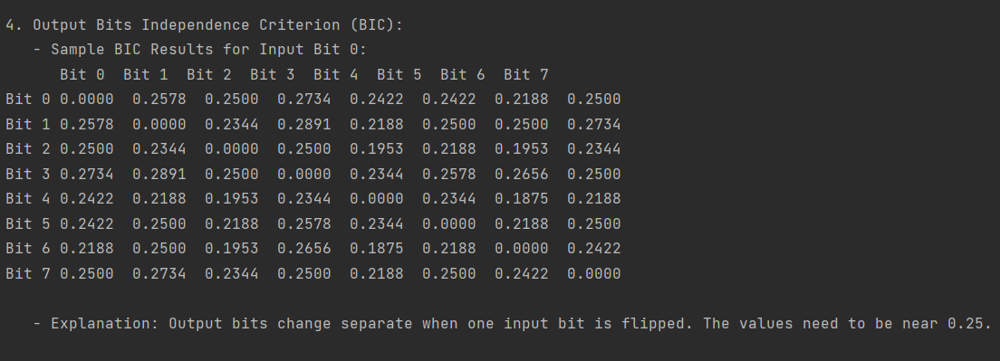 4. Output Bits Independence Criterion (BIC):
- Sample BIC Results for Input Bit 0:
Bit 0 Bit 1 Bit 2 Bit 3 Bit 4 Bit 5 Bit 6 Bit 7
Bit 0 0.0000 0.2578 0.2500 0.2734 0.2422 0.2422 0.2188 0.2500
Bit 1 0.2578 0.0000 0.2344 0.2891 0.2188 0.2500 0.2500 0.2734
Bit 2 0.2500 0.2344 0.0000 0.2500 0.1953 0.2188 0.1953 0.2344
Bit 3 0.2734 0.2891 0.2500 0.0000 0.2344 0.2578 0.2656 0.2500
Bit 4 0.2422 0.2188 0.1953 0.2344 0.0000 0.2344 0.1875 0.2188
Bit 5 0.2422 0.2500 0.2188 0.2578 0.2344 0.0000 0.2188 0.2500
Bit 6 0.2188 0.2500 0.1953 0.2656 0.1875 0.2188 0.0000 0.2422
Bit 7 0.2500 0.2734 0.2344 0.2500 0.2188 0.2500 0.2422 0.0000
- Explanation: Output bits change separate when one input bit is flipped. The values need to be near 0.25.